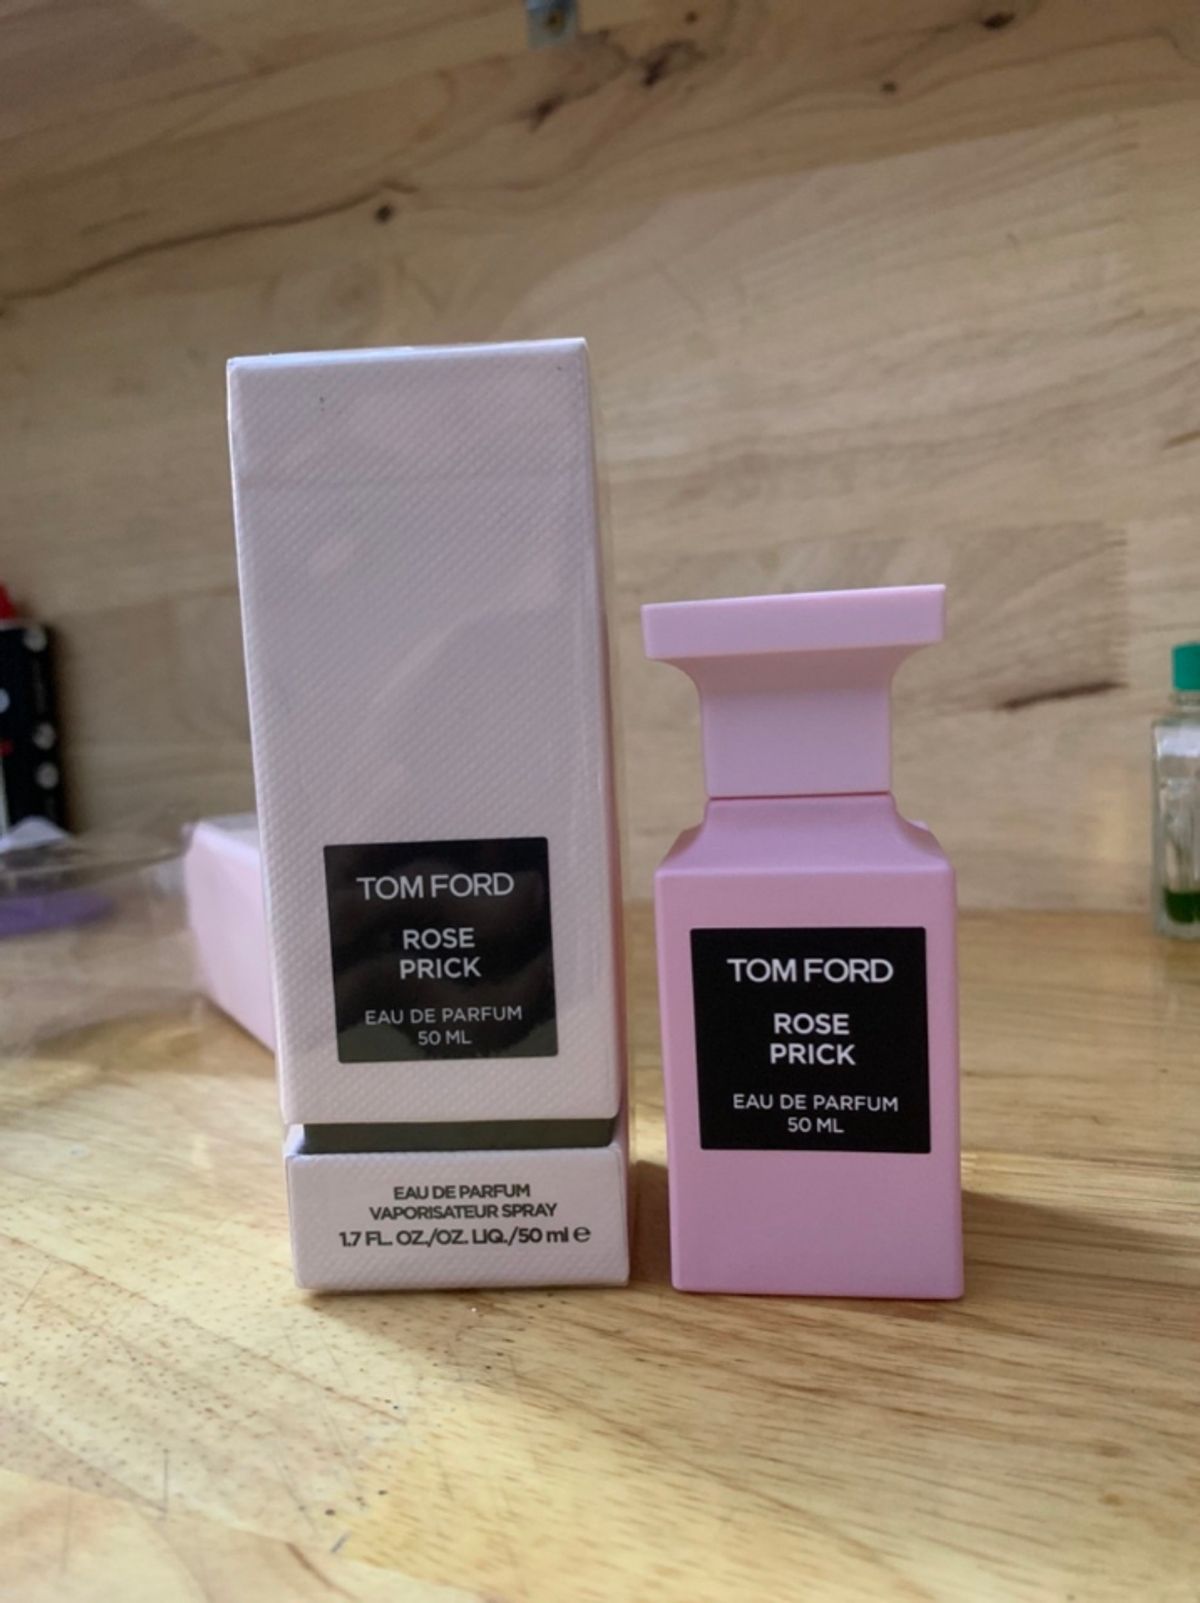 TOM FORD
ROSE
PRICK
EAU DE PARFUM
50 ML
EAU DE PARFUM
VAPORISATEUR SPRAY
1.7 FL. OZ./OZ. LIQ./50 ml e
TOM FORD
ROSE
PRICK
EAU DE PARFUM
50 ML